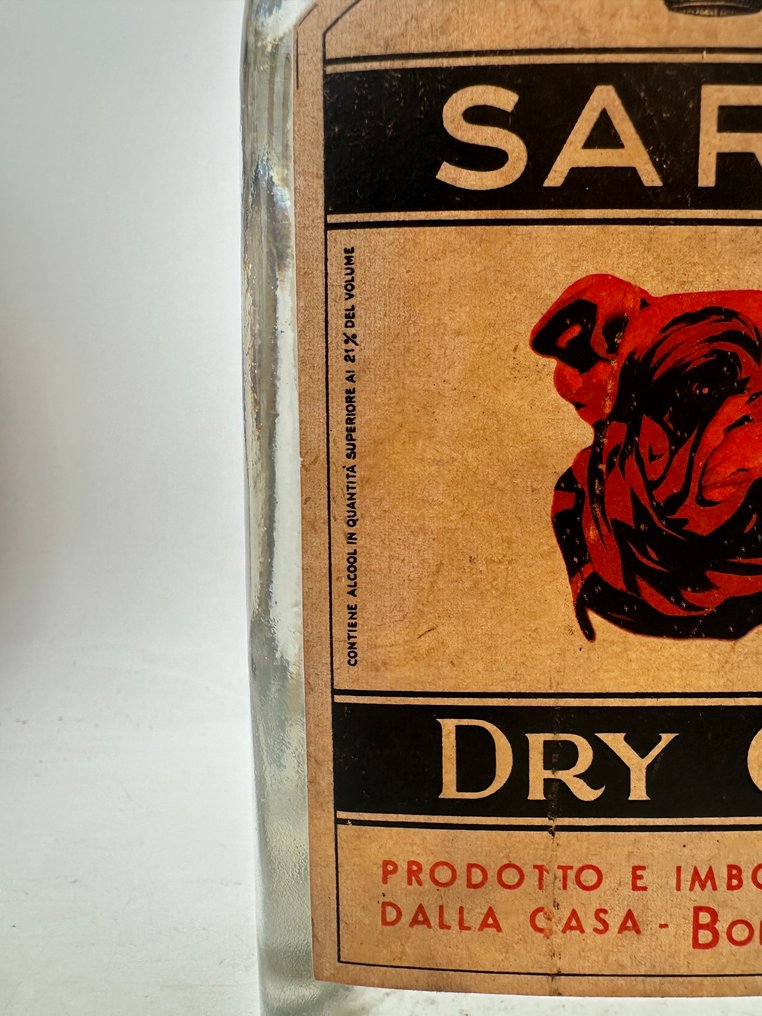 SAR
CONTIENE ALCOOL IN QUANTITÀ SUPERIORE AI 21% DEL VOLUME
DRY
PRODOTTO E IMBO
DALLA CASA - BO